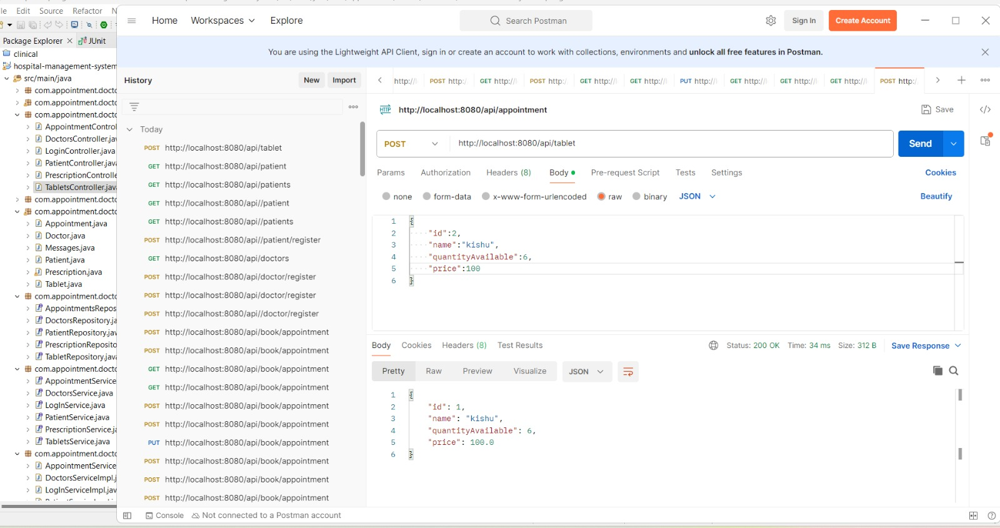 le Edit Source Refactor N
Package Explorer × JUnit
clinical
hospital-management-system
src/main/java
com.appointment.docto
com.appointment.docto
com.appointment.docto
AppointmentControl
DoctorsController.jav
LoginController.java
PatientController.java
PrescriptionControlle
TabletsController.java
com.appointment.docto
com.appointment.docto
Appointment.java
Doctor.java
Messages.java
Patient.java
Prescription.java
Tablet.java
com.appointment.docto
AppointmentsRepos
DoctorsRepository.ja
PatientRepository.jav
PrescriptionReposito
TabletRepository.java
com.appointment.docto
AppointmentService
DoctorsService.java
LogInService.java
PatientService.java
PrescriptionService.ja
TabletsService.java
com.appointment.docto
AppointmentService
DoctorsServiceImpl.j
LogInServiceImpl.jav
Home Workspaces Explore Search Postman Sign In Create Account
You are using the Lightweight API Client, sign in or create an account to work with collections, environments and unlock all free features in Postman.
History New Import
Today
POST http://localhost:8080/api/tablet
GET http://localhost:8080/api/patient
GET http://localhost:8080/api/patients
GET http://localhost:8080/api//patient
GET http://localhost:8080/api//patients
POST http://localhost:8080/api//patient/register
GET http://localhost:8080/api/doctors
POST http://localhost:8080/api/doctor/register
POST http://localhost:8080/api/doctor/register
POST http://localhost:8080/api//doctor/register
POST http://localhost:8080/api/book/appointment
POST http://localhost:8080/api/book/appointment
GET http://localhost:8080/api/book/appointment
GET http://localhost:8080/api/book/appointment
POST http://localhost:8080/api/book/appointment
POST http://localhost:8080/api/book/appointment
PUT http://localhost:8080/api/book/appointment
POST http://localhost:8080/api/book/appointment
POST http://localhost:8080/api/book/appointment
POST http://localhost:8080/api/book/appointment
http:// POST http:/ GET http:// POST http:/ GET http:// GET http:// PUT http:// GET http:// GET http:// GET http:// POST http:/
HTTP http://localhost:8080/api/appointment Save </>
POST http://localhost:8080/api/tablet Send
Params Authorization Headers (8) Body Pre-request Script Tests Settings Cookies
none form-data x-www-form-urlencoded raw binary JSON Beautify
1 {
2 "id":2,
3 "name":"kishu",
4 "quantityAvailable":6,
5 "price":100
6 }
Body Cookies Headers (8) Test Results Status: 200 OK Time: 34 ms Size: 312 B Save Response
Pretty Raw Preview Visualize JSON
1 {
2 "id": 1,
3 "name": "kishu",
4 "quantityAvailable": 6,
5 "price": 100.0
6 }
Console Not connected to a Postman account